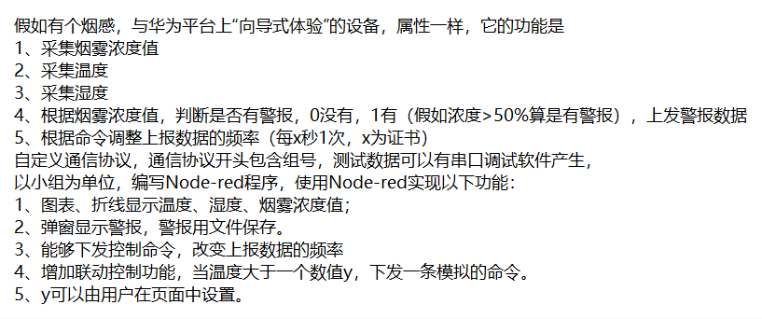 假如有个烟感，与华为平台上“向导式体验”的设备，属性一样，它的功能是
1、采集烟雾浓度值
2、采集温度
3、采集湿度
4、根据烟雾浓度值，判断是否有警报，0没有，1有（假如浓度>50%算是有警报），上发警报数据
5、根据命令调整上报数据的频率（每x秒1次，x为证书）
自定义通信协议，通信协议开头包含组号，测试数据可以有串口调试软件产生，
以小组为单位，编写Node-red程序，使用Node-red实现以下功能：
1、图表、折线显示温度、湿度、烟雾浓度值；
2、弹窗显示警报，警报用文件保存。
3、能够下发控制命令，改变上报数据的频率
4、增加联动控制功能，当温度大于一个数值y，下发一条模拟的命令。
5、y可以由用户在页面中设置。